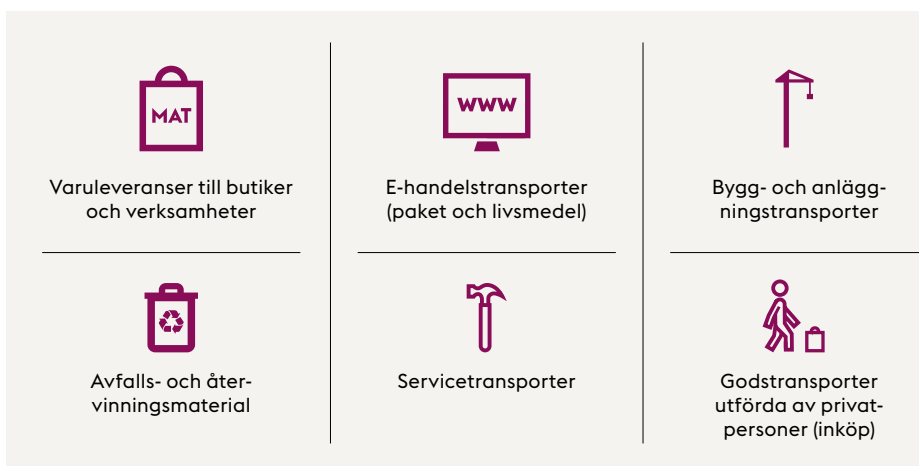 MAT
Varuleveranser till butiker
och verksamheter
WWW
E-handelstransporter
(paket och livsmedel)
Bygg- och anlägg-
ningstransporter
Avfalls- och åter-
vinningsmaterial
Servicetransporter
Godstransporter
utförda av privat-
personer (inköp)